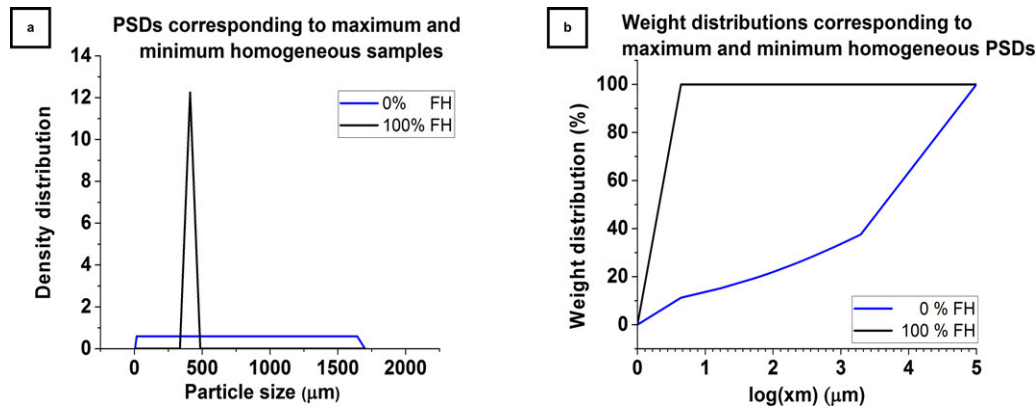 a
PSDs corresponding to maximum and
minimum homogeneous samples
14
12
10
8
6
4
2
0
0% FH
100% FH
Density distribution
0
500
1000
1500
2000
Particle size (μm)
b
Weight distributions corresponding to
maximum and minimum homogeneous PSDs
100
80
60
40
20
0
Weight distribution (%)
0 % FH
100 % FH
0
1
2
3
4
5
log(xm) (μm)